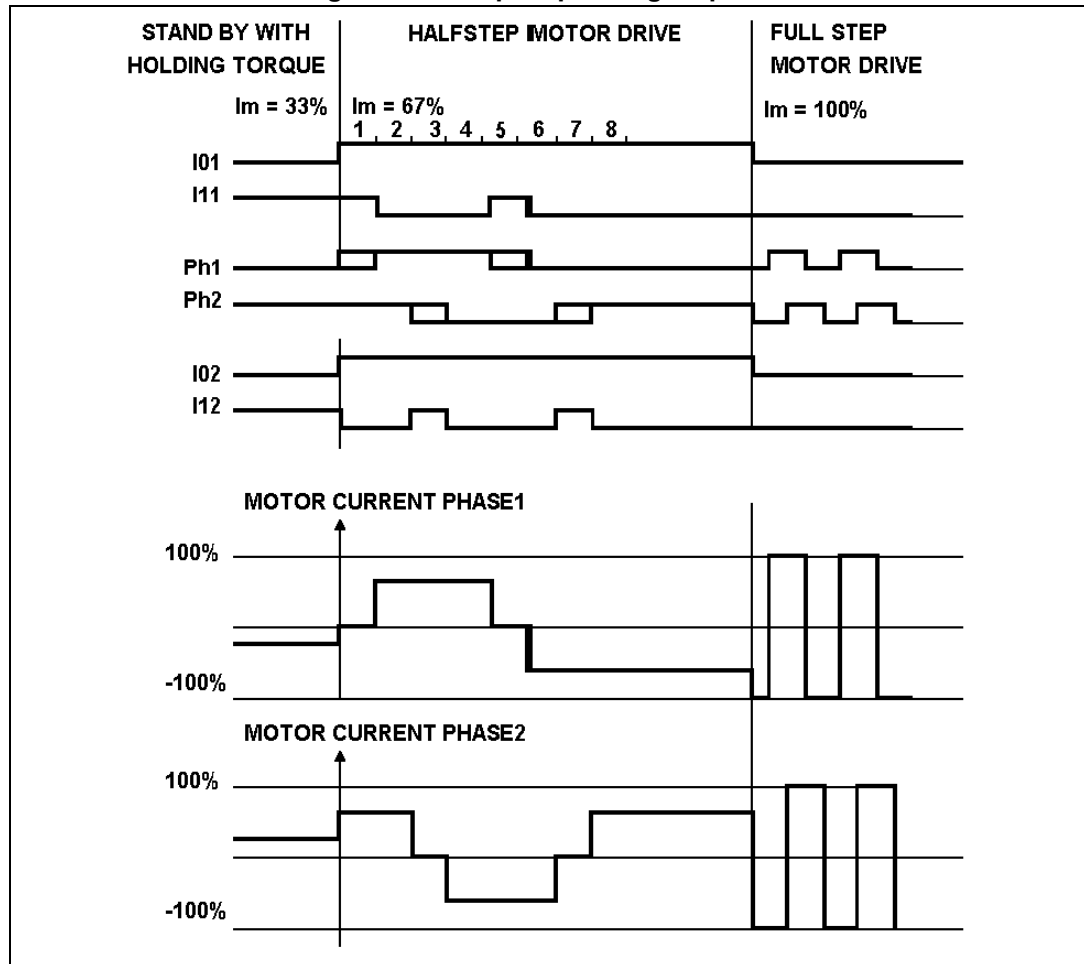 STAND BY WITH
HOLDING TORQUE
HALFSTEP MOTOR DRIVE
FULL STEP
MOTOR DRIVE
Im = 33%
Im = 67%
Im = 100%
1 2 3 4 5 6 7 8
I01
I11
Ph1
Ph2
I02
I12
MOTOR CURRENT PHASE1
100%
-100%
MOTOR CURRENT PHASE2
100%
-100%